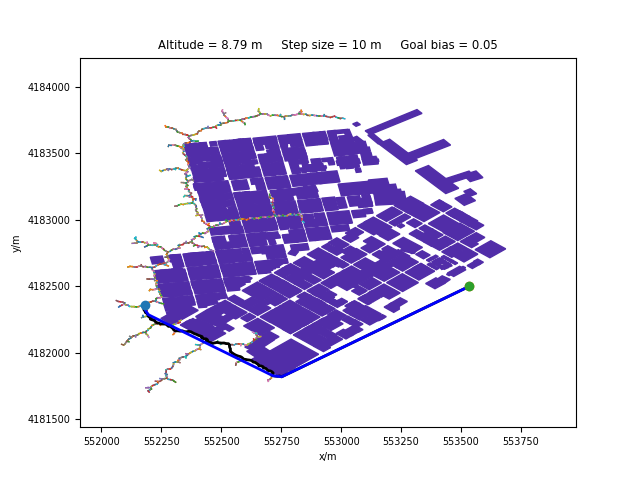 Altitude = 8.79 m     Step size = 10 m     Goal bias = 0.05
4184000
4183500
4183000
4182500
4182000
4181500
y/m
552000 552250 552500 552750 553000 553250 553500 553750
x/m